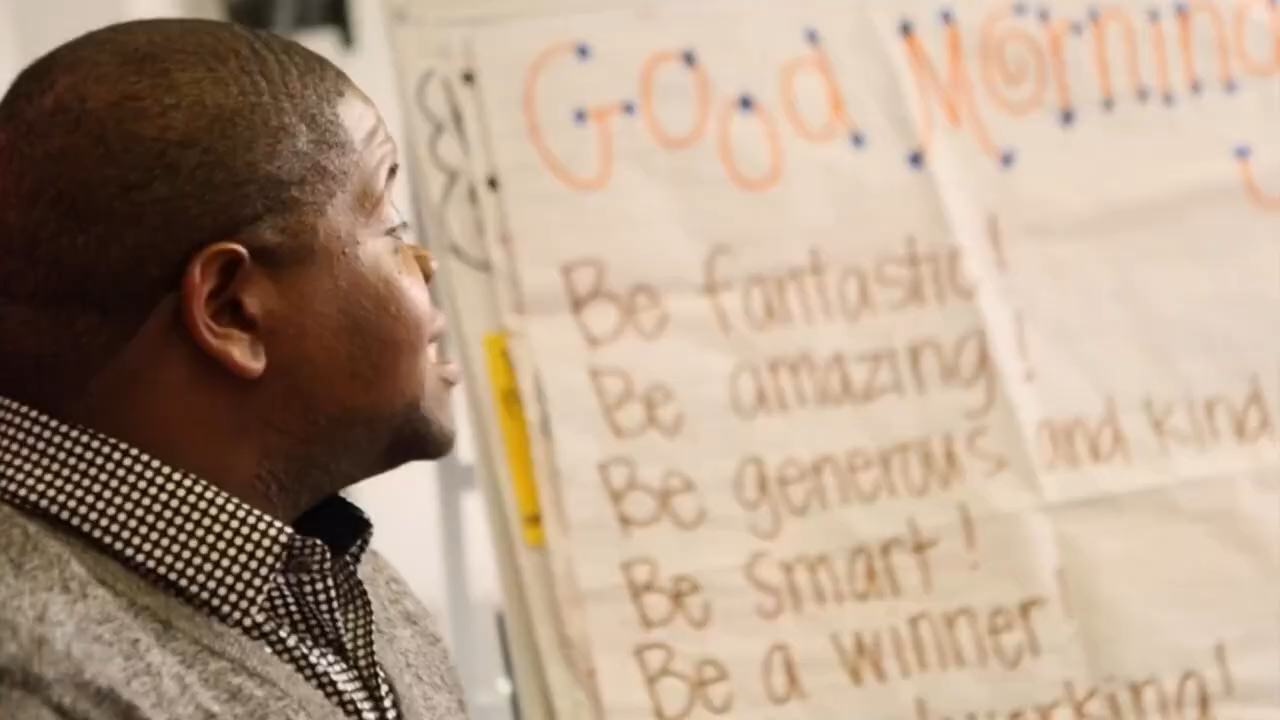 Good Morning
Be fantastic!
Be amazing!
Be generous and kind
Be smart!
Be a winner